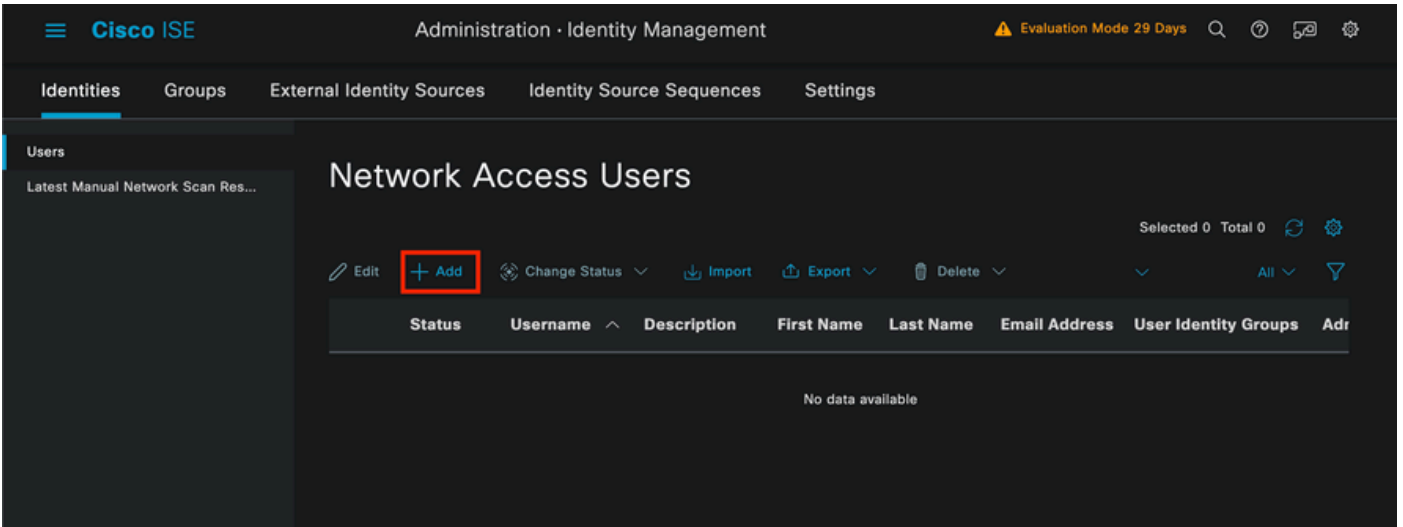 Cisco ISE Administration · Identity Management Evaluation Mode 29 Days
Identities Groups External Identity Sources Identity Source Sequences Settings
Users
Latest Manual Network Scan Res...
Network Access Users
Selected 0 Total 0
Edit Add Change Status Import Export Delete All
Status Username Description First Name Last Name Email Address User Identity Groups Adr
No data available